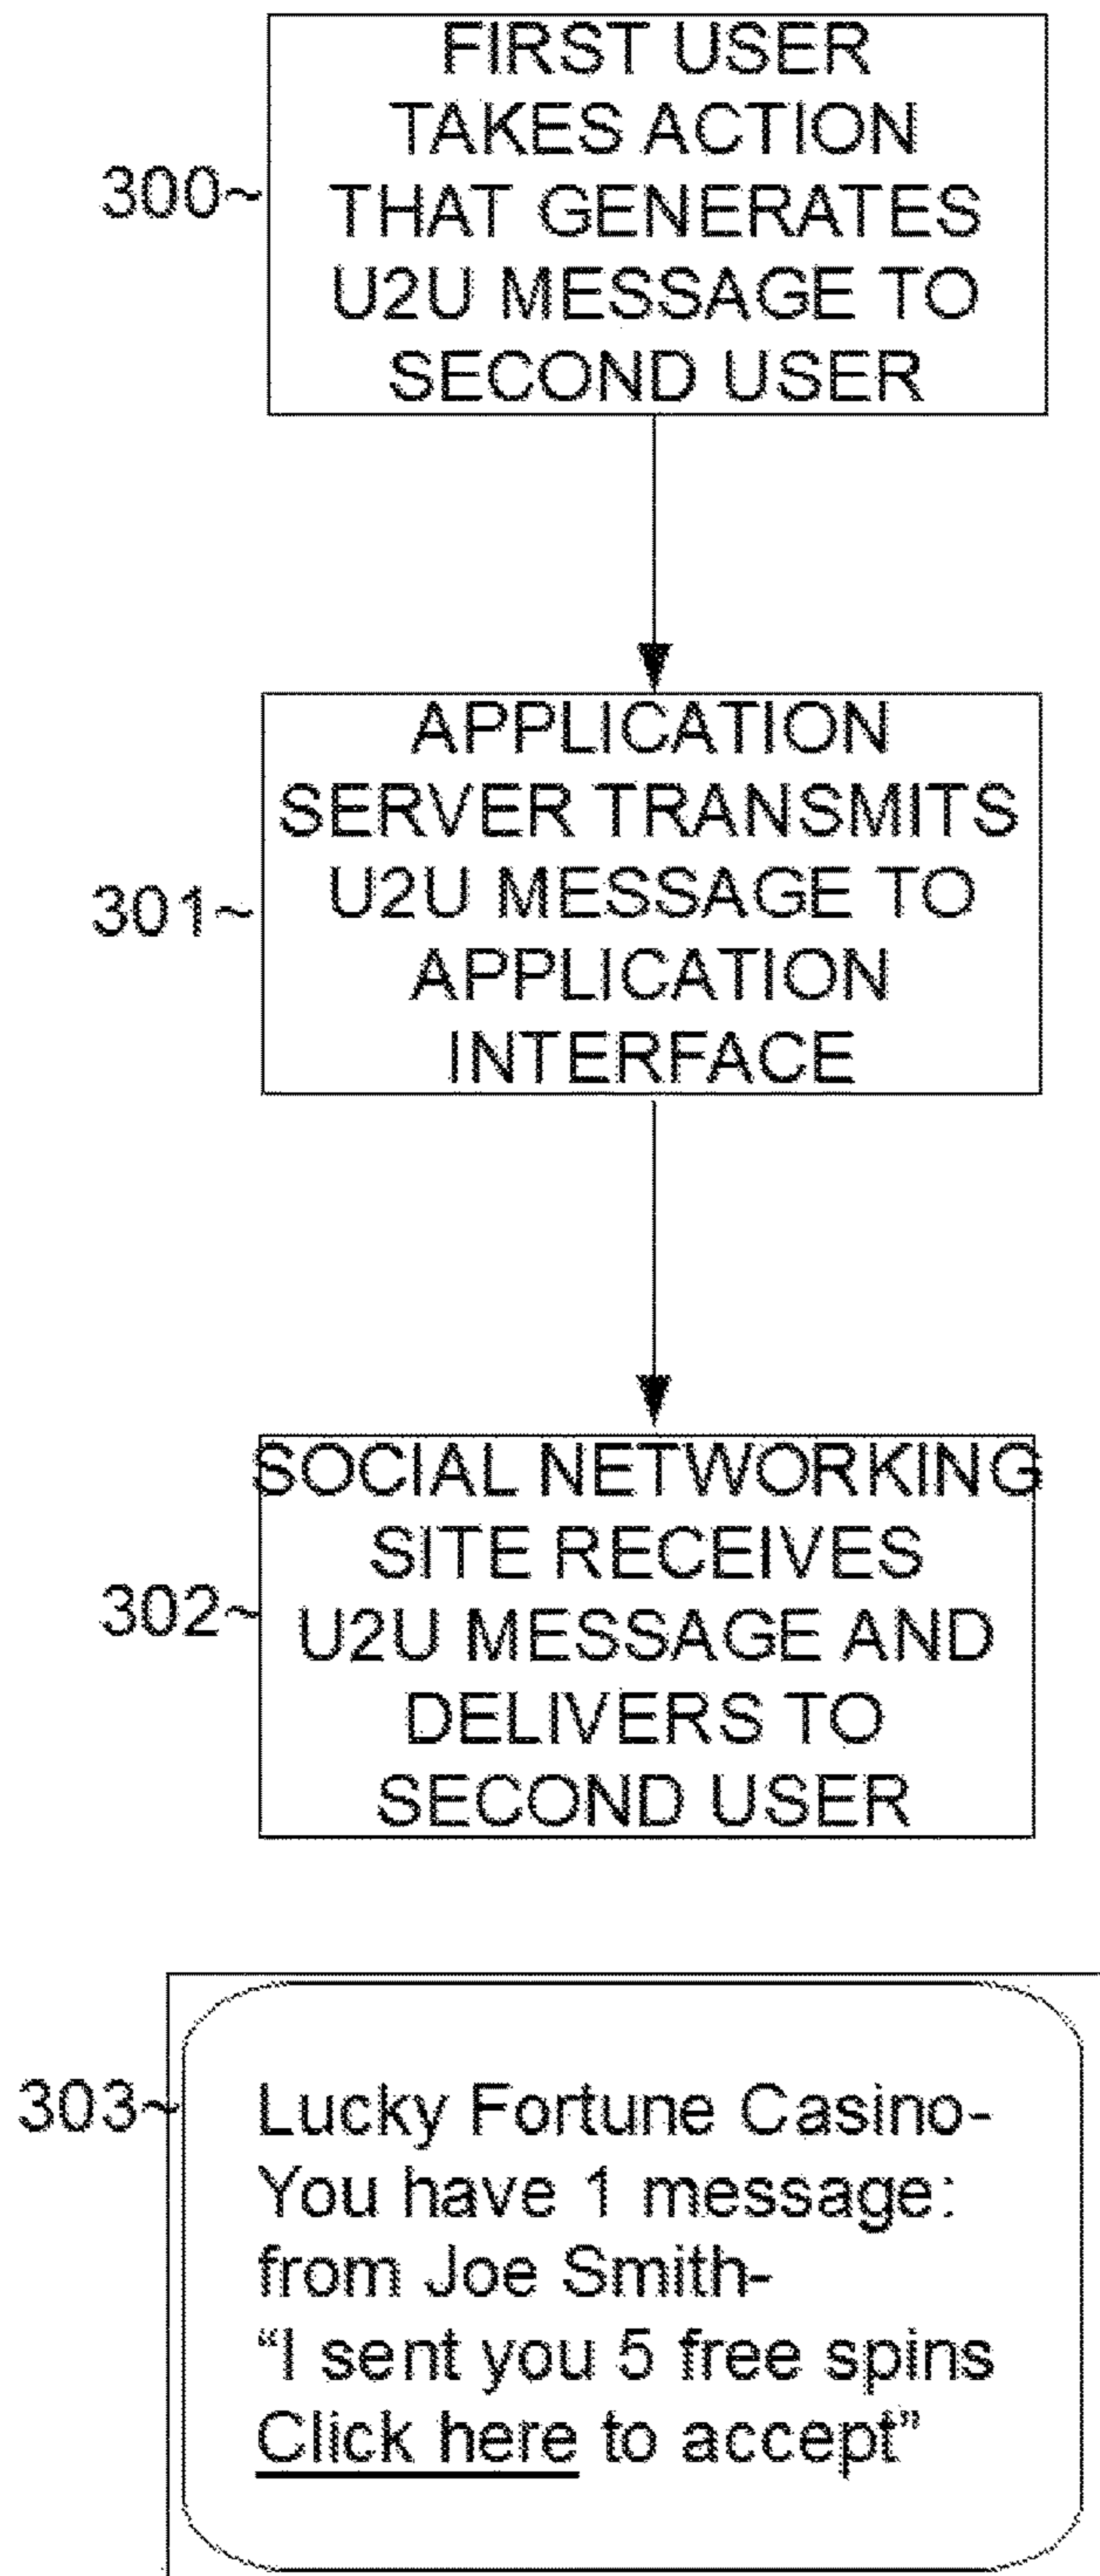 FIRST USER
TAKES ACTION
300~ THAT GENERATES
U2U MESSAGE TO
SECOND USER
APPLICATION
SERVER TRANSMITS
301~ U2U MESSAGE TO
APPLICATION
INTERFACE
SOCIAL NETWORKING
SITE RECEIVES
302~ U2U MESSAGE AND
DELIVERS TO
SECOND USER
303~ Lucky Fortune Casino-
You have 1 message:
from Joe Smith-
“I sent you 5 free spins
Click here to accept”